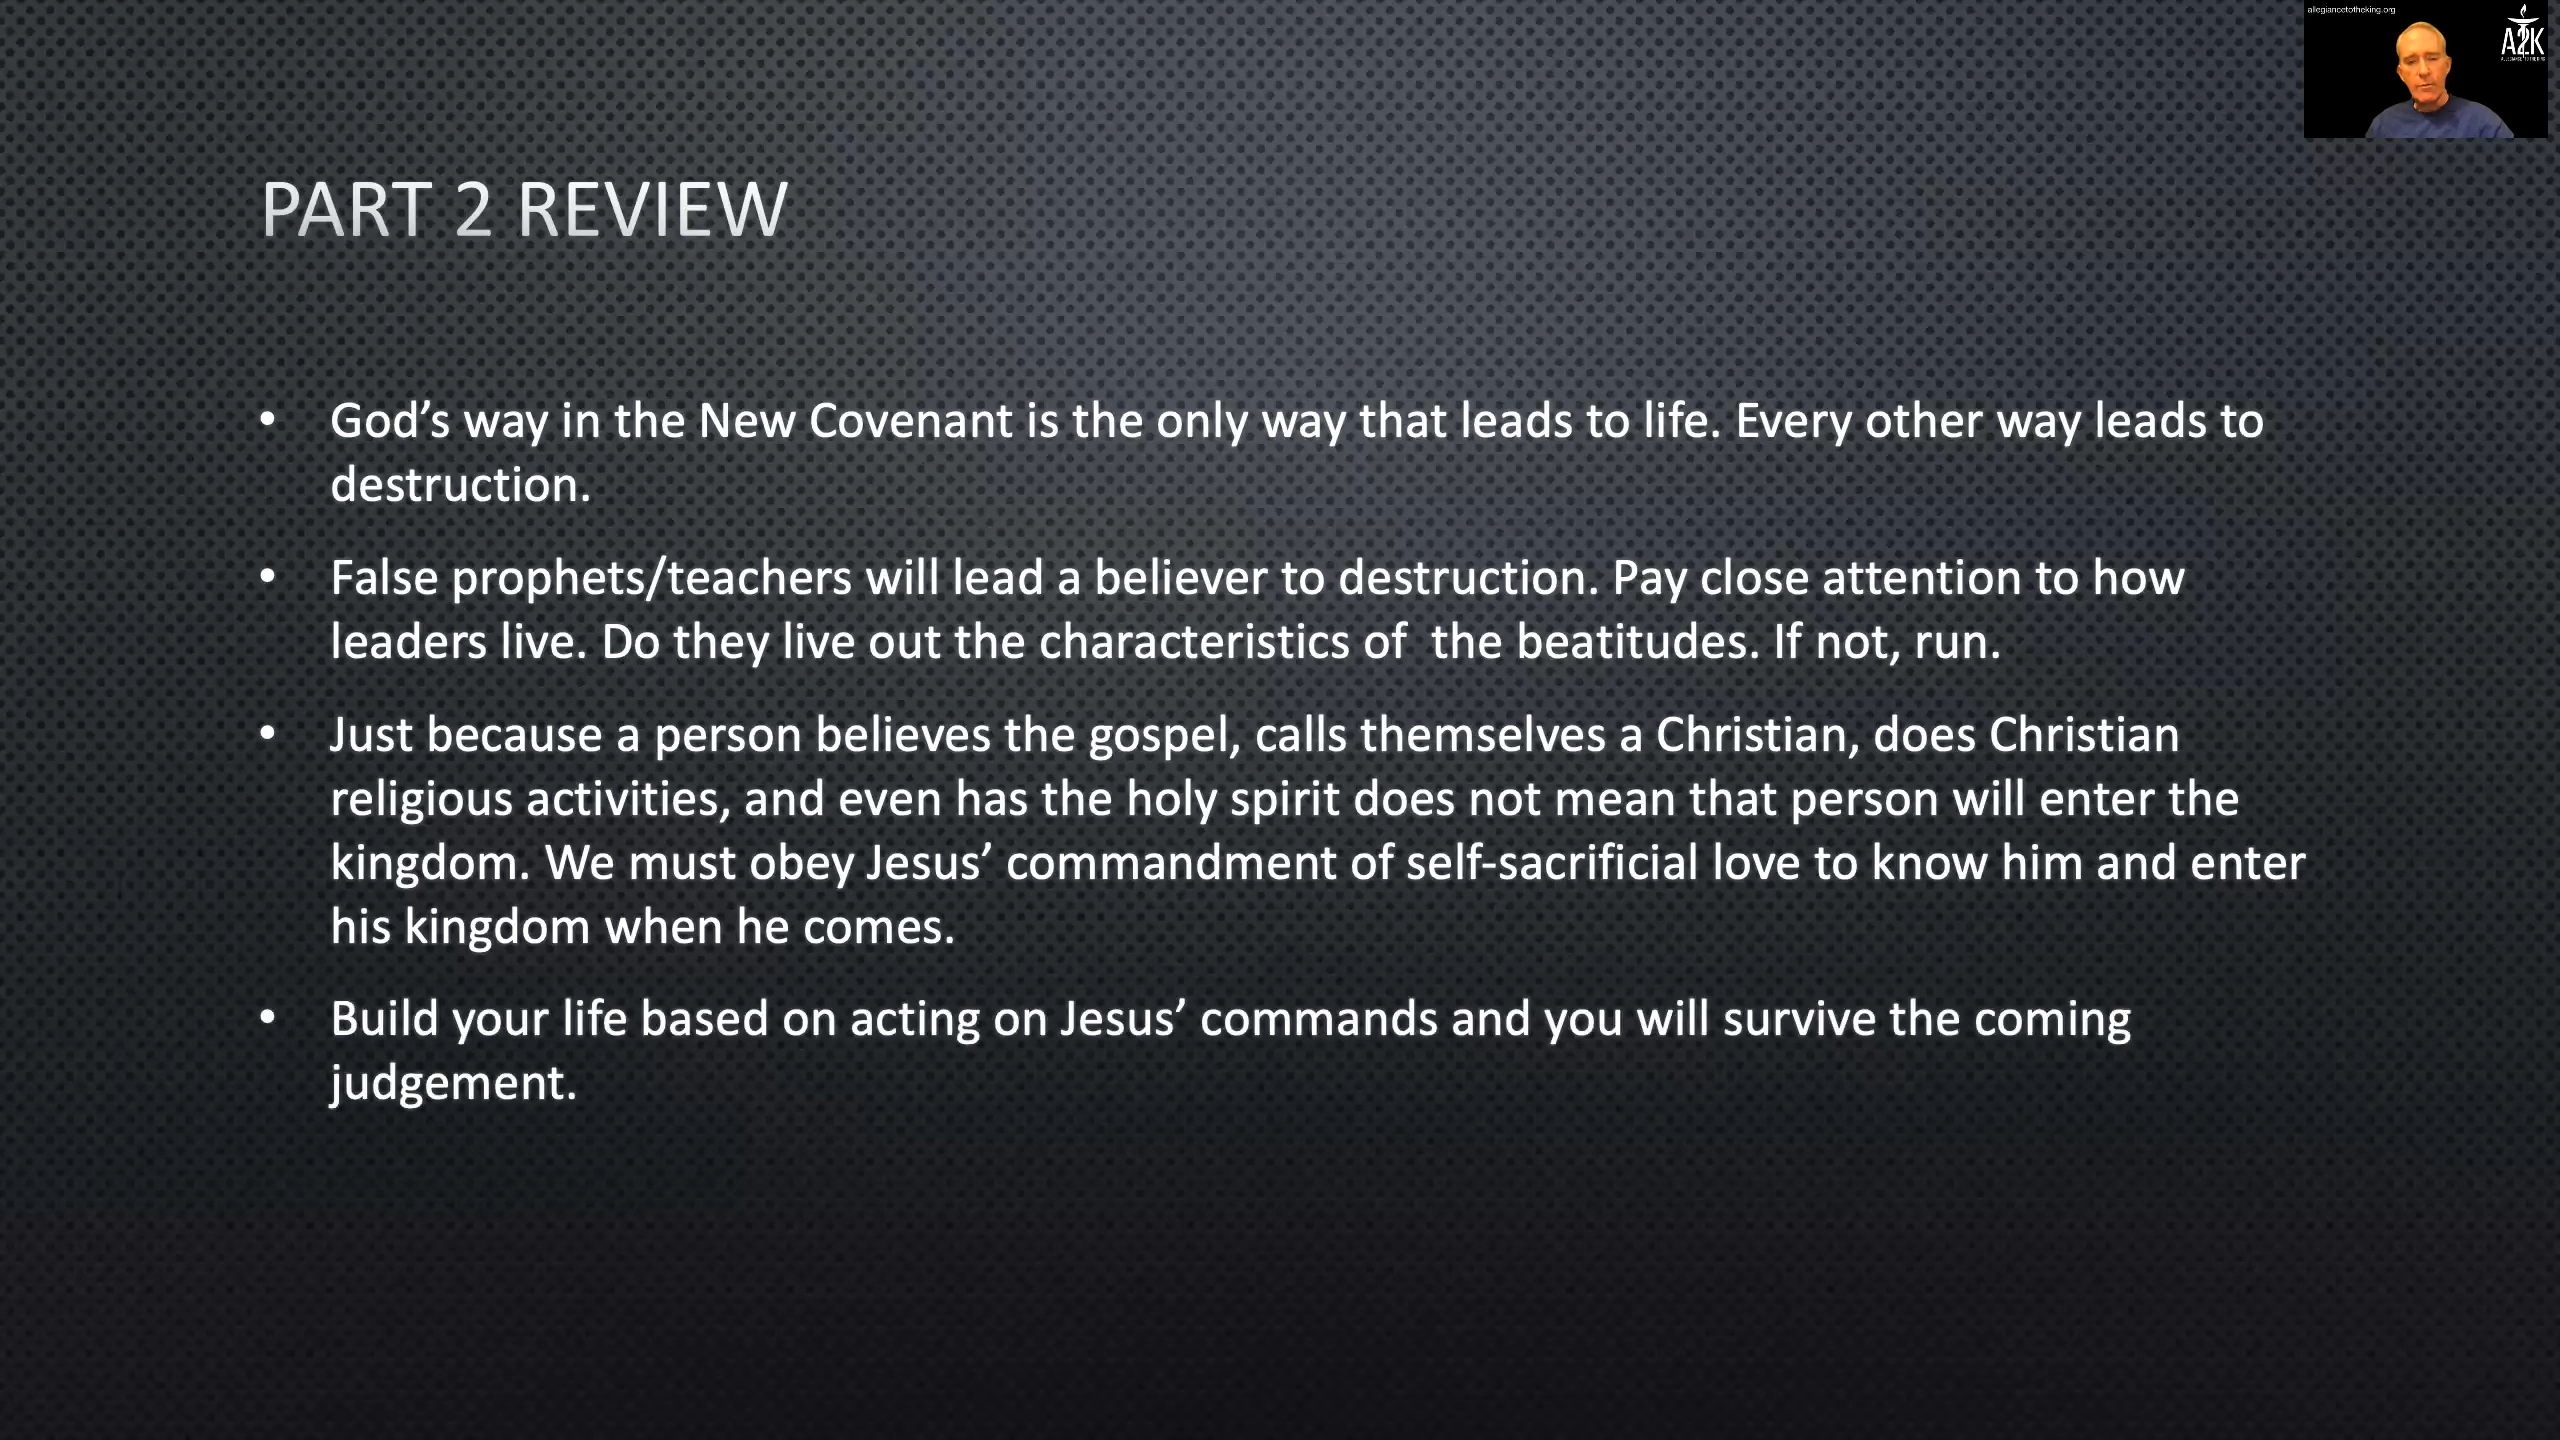 allegiancetotheking.org
A2K
PART 2 REVIEW
• God’s way in the New Covenant is the only way that leads to life. Every other way leads to
destruction.
• False prophets/teachers will lead a believer to destruction. Pay close attention to how
leaders live. Do they live out the characteristics of  the beatitudes. If not, run.
• Just because a person believes the gospel, calls themselves a Christian, does Christian
religious activities, and even has the holy spirit does not mean that person will enter the
kingdom. We must obey Jesus’ commandment of self-sacrificial love to know him and enter
his kingdom when he comes.
• Build your life based on acting on Jesus’ commands and you will survive the coming
judgement.